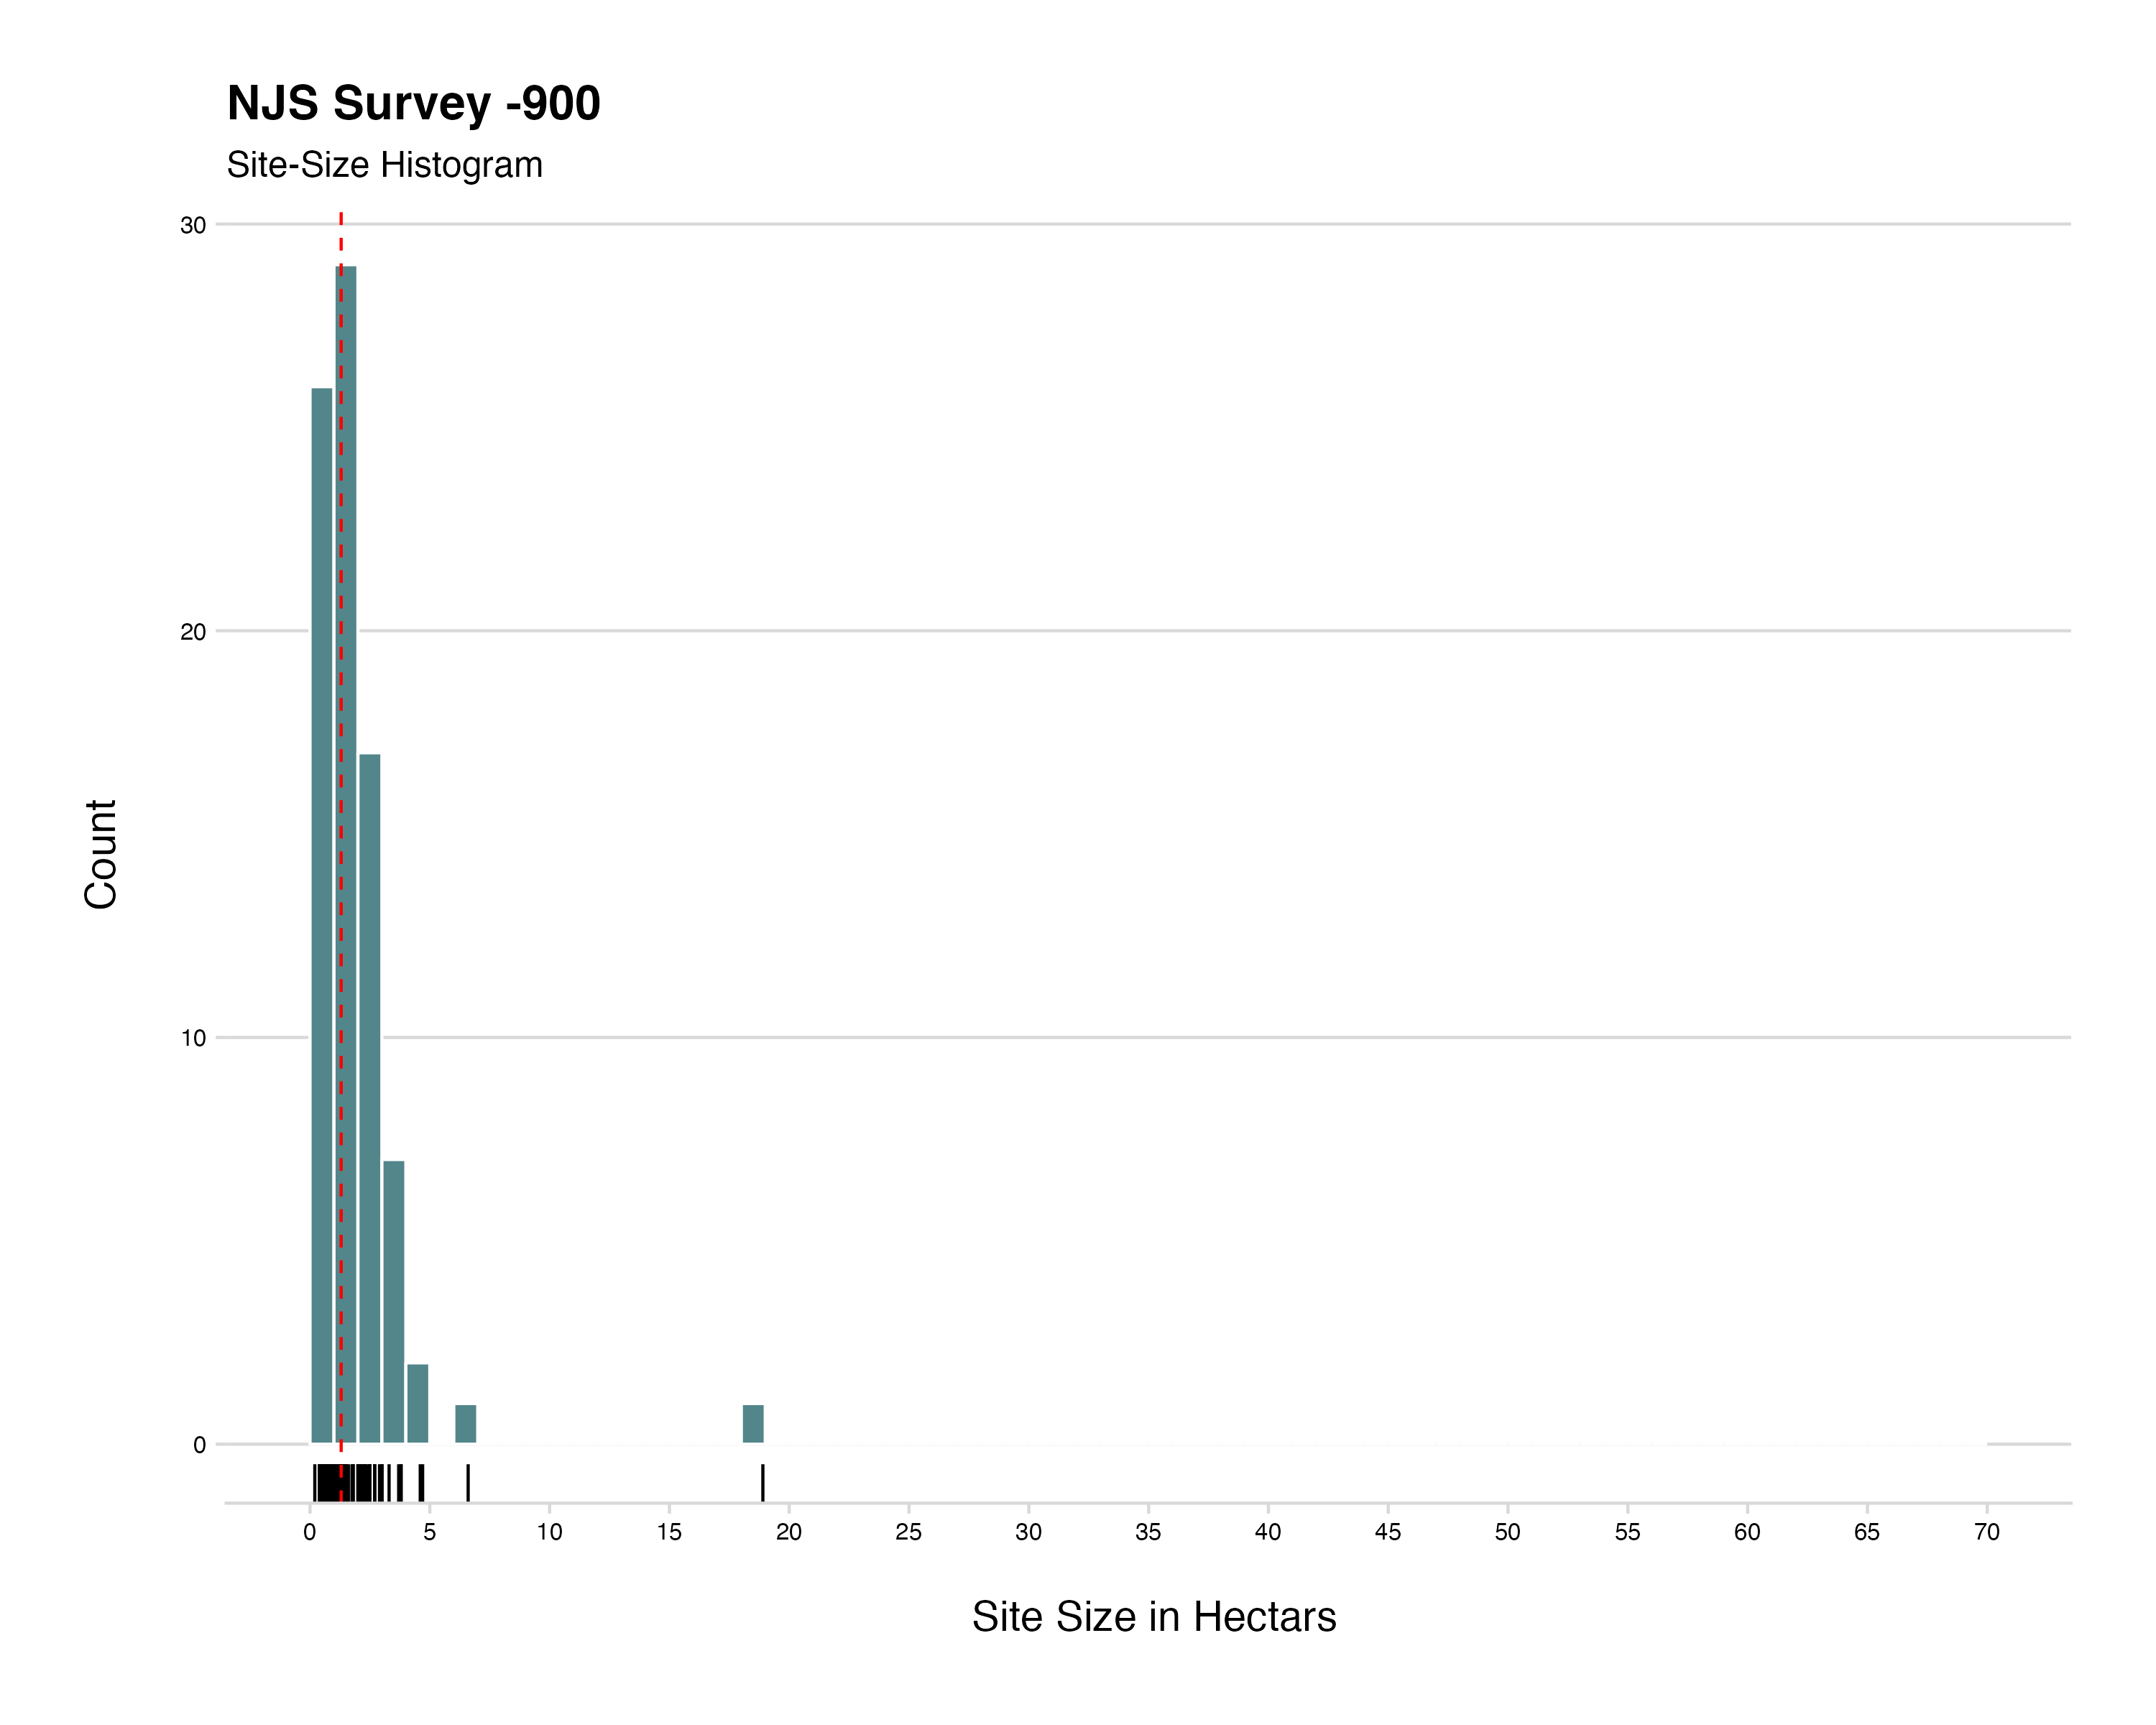 NJS Survey -900
Site-Size Histogram
30
20
10
0
Count
0 5 10 15 20 25 30 35 40 45 50 55 60 65 70
Site Size in Hectars